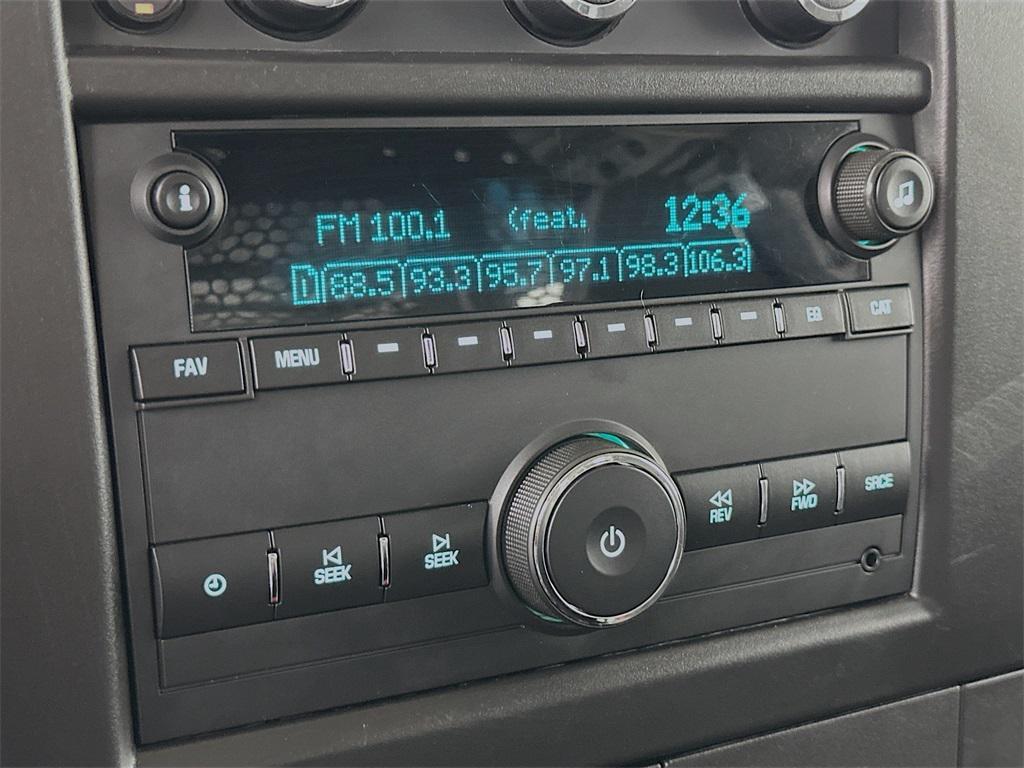 i
FM 100.1 (feat. 12:36
D 88.5 93.3 95.7 97.1 98.3 106.3
FAV MENU EQ CAT
SEEK SEEK REV FWD SRCE